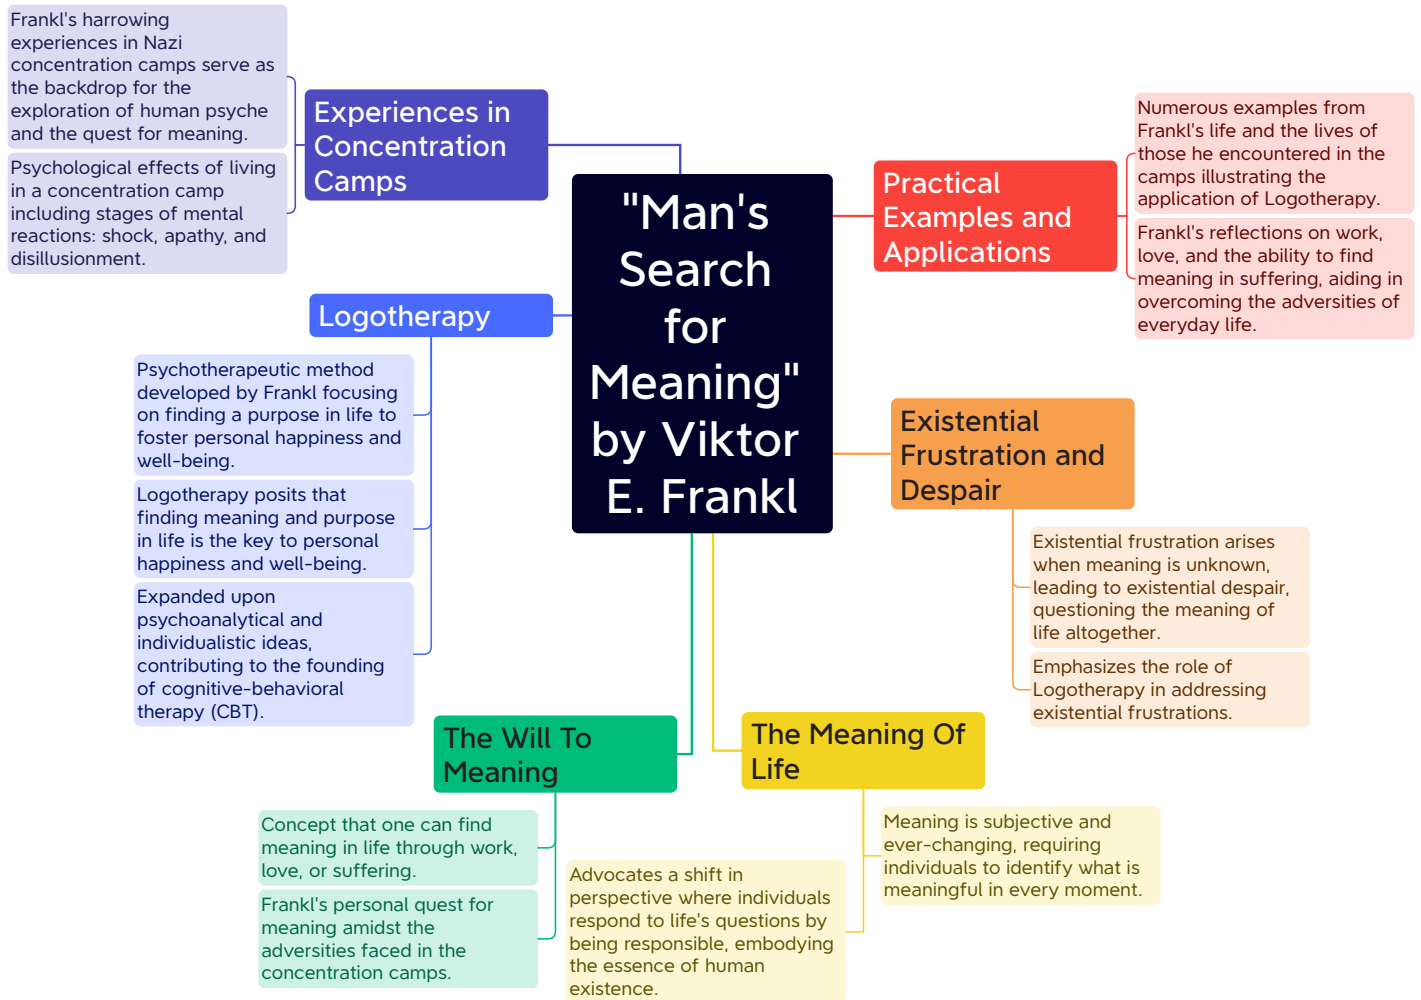 "Man's
Search
for
Meaning"
by Viktor
E. Frankl
Experiences in
Concentration
Camps
Frankl's harrowing
experiences in Nazi
concentration camps serve as
the backdrop for the
exploration of human psyche
and the quest for meaning.
Psychological effects of living
in a concentration camp
including stages of mental
reactions: shock, apathy, and
disillusionment.
Logotherapy
Psychotherapeutic method
developed by Frankl focusing
on finding a purpose in life to
foster personal happiness and
well-being.
Logotherapy posits that
finding meaning and purpose
in life is the key to personal
happiness and well-being.
Expanded upon
psychoanalytical and
individualistic ideas,
contributing to the founding
of cognitive-behavioral
therapy (CBT).
The Will To
Meaning
Concept that one can find
meaning in life through work,
love, or suffering.
Frankl's personal quest for
meaning amidst the
adversities faced in the
concentration camps.
Practical
Examples and
Applications
Numerous examples from
Frankl's life and the lives of
those he encountered in the
camps illustrating the
application of Logotherapy.
Frankl's reflections on work,
love, and the ability to find
meaning in suffering, aiding in
overcoming the adversities of
everyday life.
Existential
Frustration and
Despair
Existential frustration arises
when meaning is unknown,
leading to existential despair,
questioning the meaning of
life altogether.
Emphasizes the role of
Logotherapy in addressing
existential frustrations.
The Meaning Of
Life
Meaning is subjective and
ever-changing, requiring
individuals to identify what is
meaningful in every moment.
Advocates a shift in
perspective where individuals
respond to life's questions by
being responsible, embodying
the essence of human
existence.